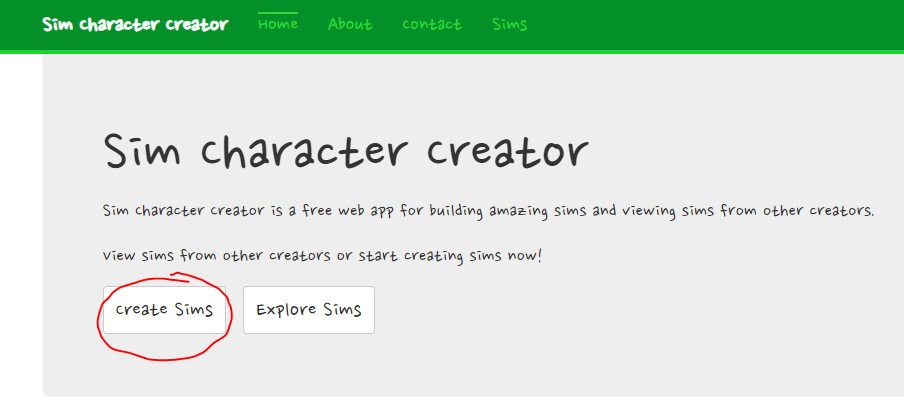 Sim Character Creator Home About Contact Sims
Sim Character Creator
Sim Character Creator is a free web app for building amazing sims and viewing sims from other creators.
View sims from other creators or start creating sims now!
Create Sims Explore Sims